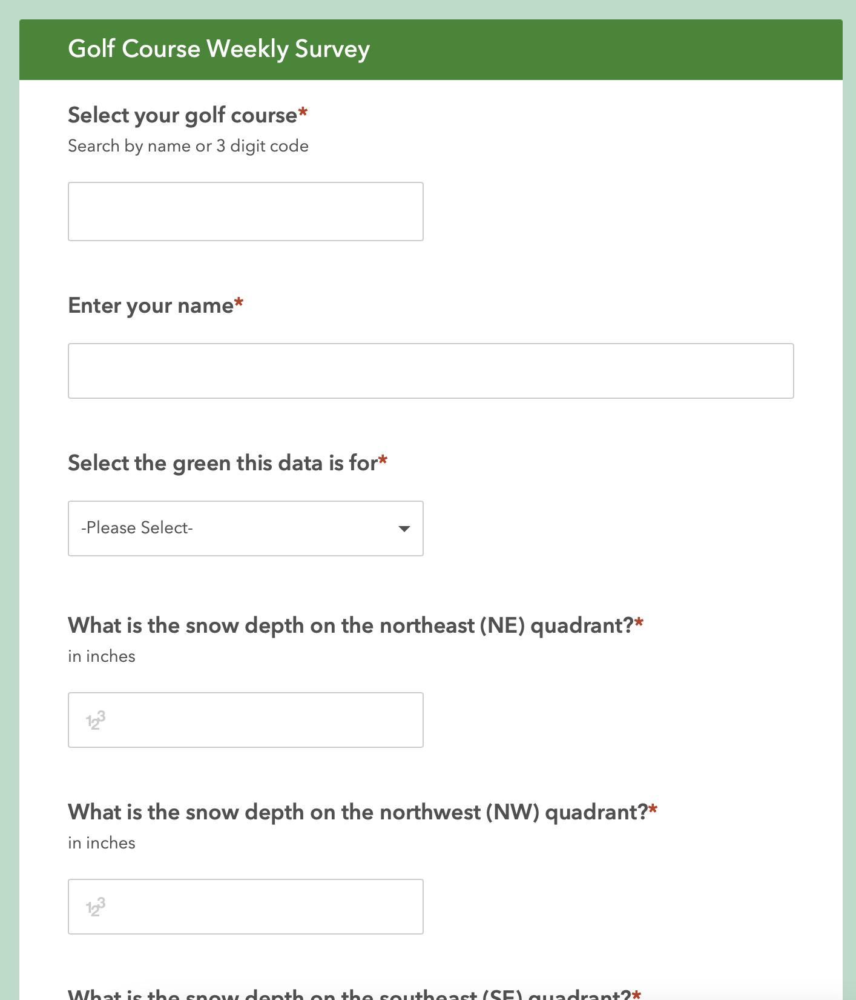 Golf Course Weekly Survey
Select your golf course*
Search by name or 3 digit code
Enter your name*
Select the green this data is for*
-Please Select-
What is the snow depth on the northeast (NE) quadrant?*
in inches
123
What is the snow depth on the northwest (NW) quadrant?*
in inches
123
What is the snow depth on the southeast (SE) quadrant?*